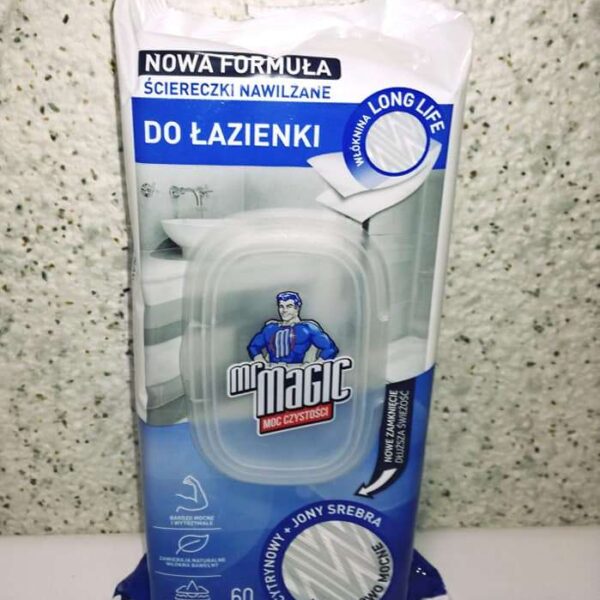 NOWA FORMUŁA
ŚCIERECZKI NAWILŻANE
DO ŁAZIENKI
WŁÓKNINA LONG LIFE
mr
MAGIC
MOC CZYSTOŚCI
NOWE ZAMKNIĘCIE
DŁUŻSZA ŚWIEŻOŚĆ
BARDZO MOCNE
I WYTRZYMAŁE
ZAWIERAJĄ NATURALNE
WŁÓKNA BAWEŁNY
CYTRYNOWY + JONY SREBRA
MOCNE
60